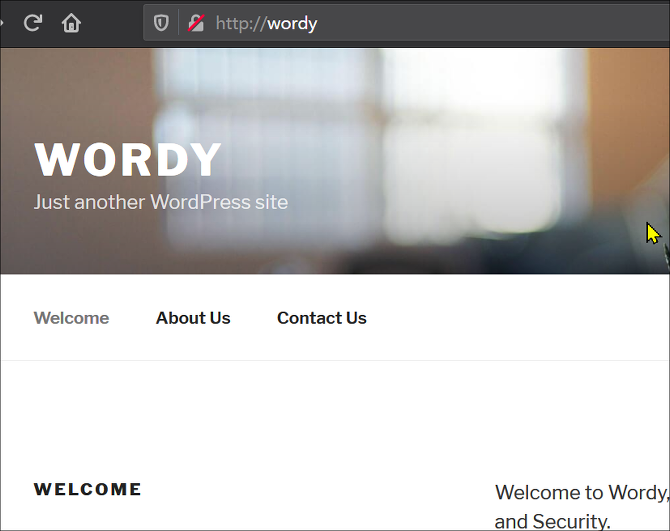 http://wordy
WORDY
Just another WordPress site
Welcome About Us Contact Us
WELCOME
Welcome to Wordy,
and Security.